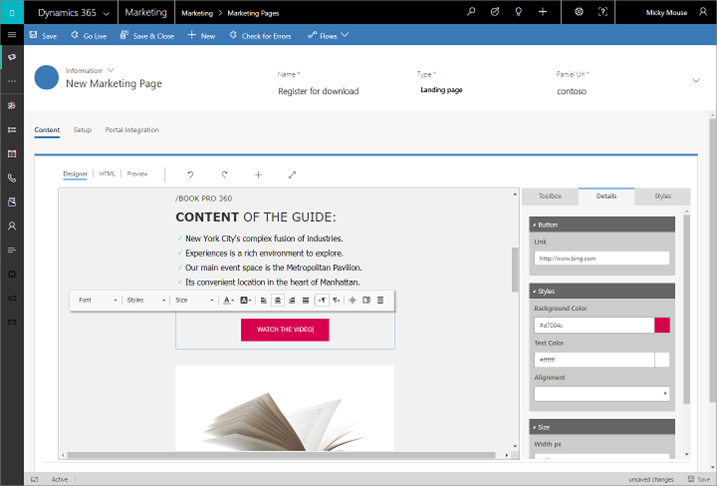 Dynamics 365 Marketing Marketing > Marketing Pages Micky Mouse
Save Go Live Save & Close New Check for Errors Flows
Information
New Marketing Page
Name * Type * Partial Url *
Register for download Landing page contoso
Content Setup Portal Integration
Designer HTML Preview
Toolbox Details Styles
/BOOK PRO 360
CONTENT OF THE GUIDE:
✓ New York City's complex fusion of industries.
✓ Experiences is a rich environment to explore.
✓ Our main event space is the Metropolitan Pavilion.
✓ Its convenient location in the heart of Manhattan.
Font Styles Size A A
WATCH THE VIDEO
Button
Link
http://www.bing.com
Styles
Background Color
#d7004s
Text Color
#ffffff
Alignment
Size
Width px
Active unsaved changes Save